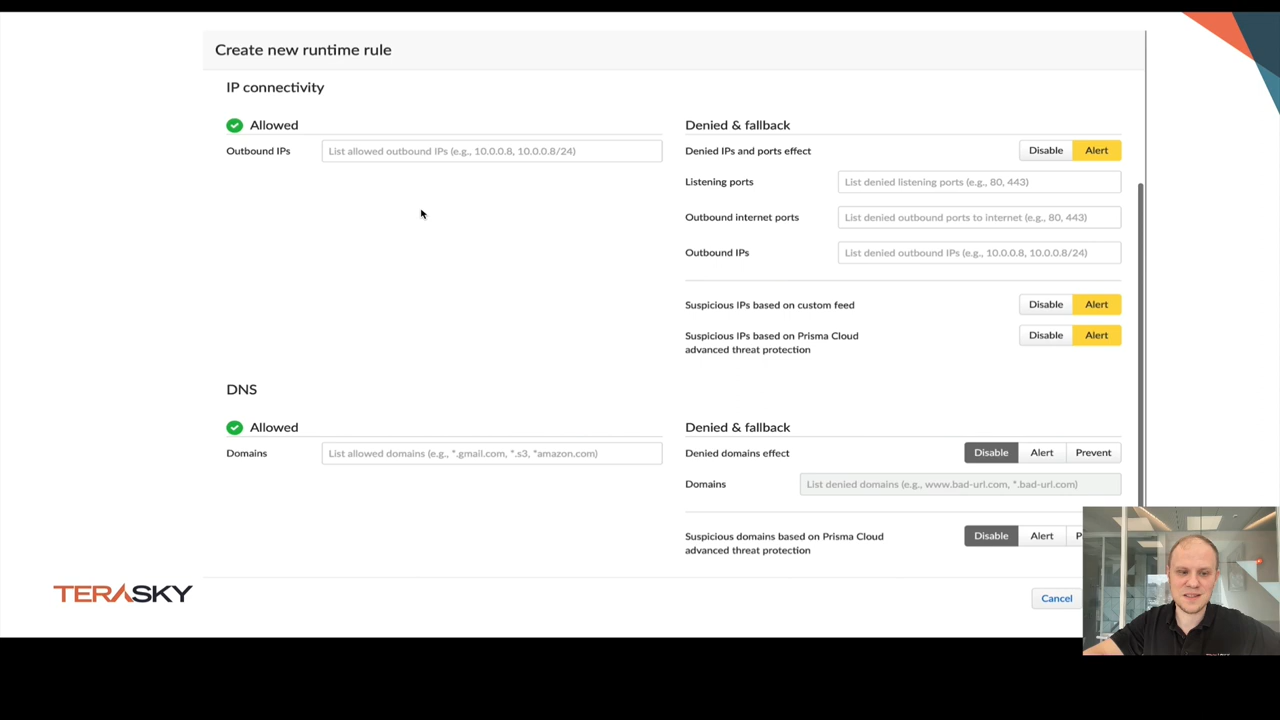 Create new runtime rule
IP connectivity
Allowed
Outbound IPs
List allowed outbound IPs (e.g., 10.0.0.8, 10.0.0.8/24)
Denied & fallback
Denied IPs and ports effect
Disable
Alert
Listening ports
List denied listening ports (e.g., 80, 443)
Outbound internet ports
List denied outbound ports to internet (e.g., 80, 443)
Outbound IPs
List denied outbound IPs (e.g., 10.0.0.8, 10.0.0.8/24)
Suspicious IPs based on custom feed
Disable
Alert
Suspicious IPs based on Prisma Cloud
advanced threat protection
Disable
Alert
DNS
Allowed
Domains
List allowed domains (e.g., *.gmail.com, *.s3, *amazon.com)
Denied & fallback
Denied domains effect
Disable
Alert
Prevent
Domains
List denied domains (e.g., www.bad-url.com, *.bad-url.com)
Suspicious domains based on Prisma Cloud
advanced threat protection
Disable
Alert
P
TERASKY
Cancel